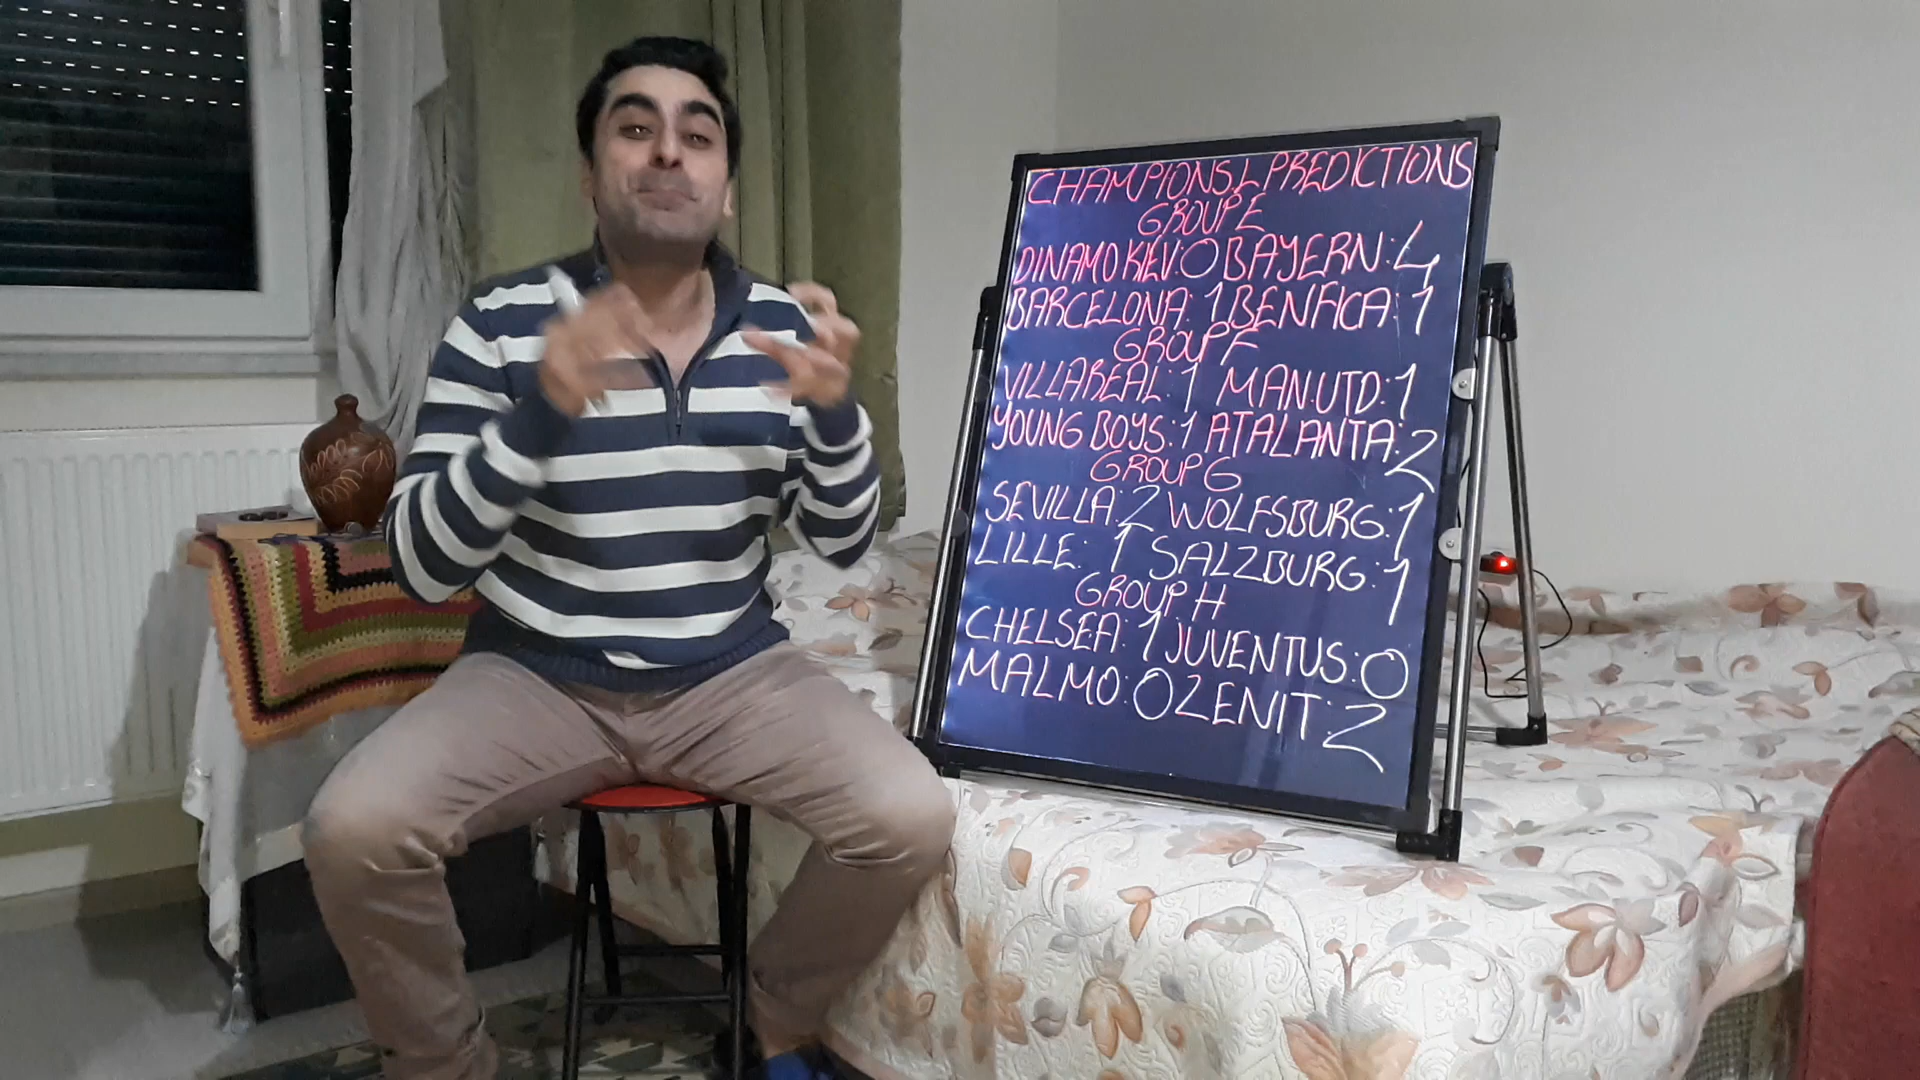 CHAMPIONS.L PREDICTIONS
GROUP E
DINAMO KIEV:0 BAYERN:4
BARCELONA:1 BENFICA:1
GROUP F
VILLAREAL:1 MAN.UTD:1
YOUNG BOYS:1 ATALANTA:2
GROUP G
SEVILLA:2 WOLFSBURG:1
LILLE:1 SALZBURG:1
GROUP H
CHELSEA:1 JUVENTUS:0
MALMO:0 ZENIT:2